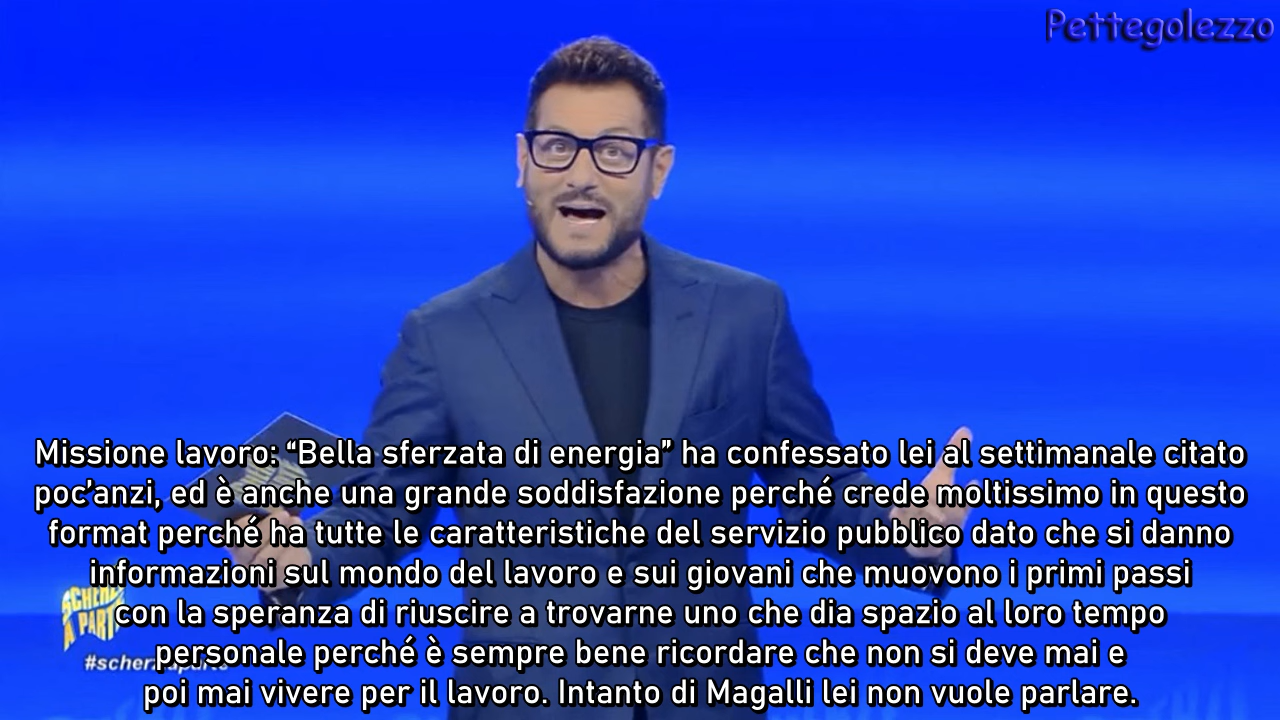 Pettegolezzo
Missione lavoro: “Bella sferzata di energia” ha confessato lei al settimanale citato
poc’anzi, ed è anche una grande soddisfazione perché crede moltissimo in questo
format perché ha tutte le caratteristiche del servizio pubblico dato che si danno
informazioni sul mondo del lavoro e sui giovani che muovono i primi passi
con la speranza di riuscire a trovarne uno che dia spazio al loro tempo
personale perché è sempre bene ricordare che non si deve mai e
poi mai vivere per il lavoro. Intanto di Magalli lei non vuole parlare.
A PART